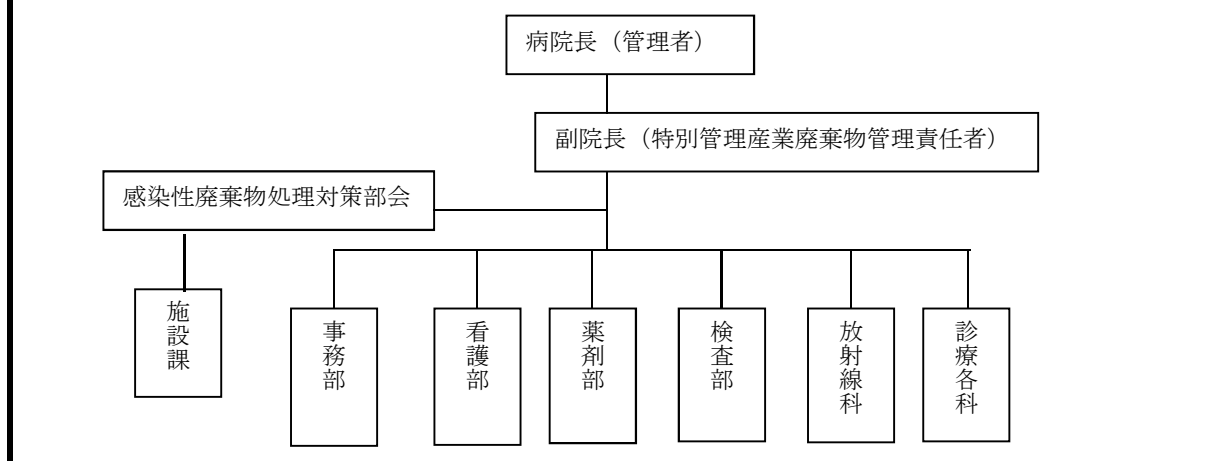 病院長（管理者）
副院長（特別管理産業廃棄物管理責任者）
感染性廃棄物処理対策部会
施設課
事務部
看護部
薬剤部
検査部
放射線科
診療各科